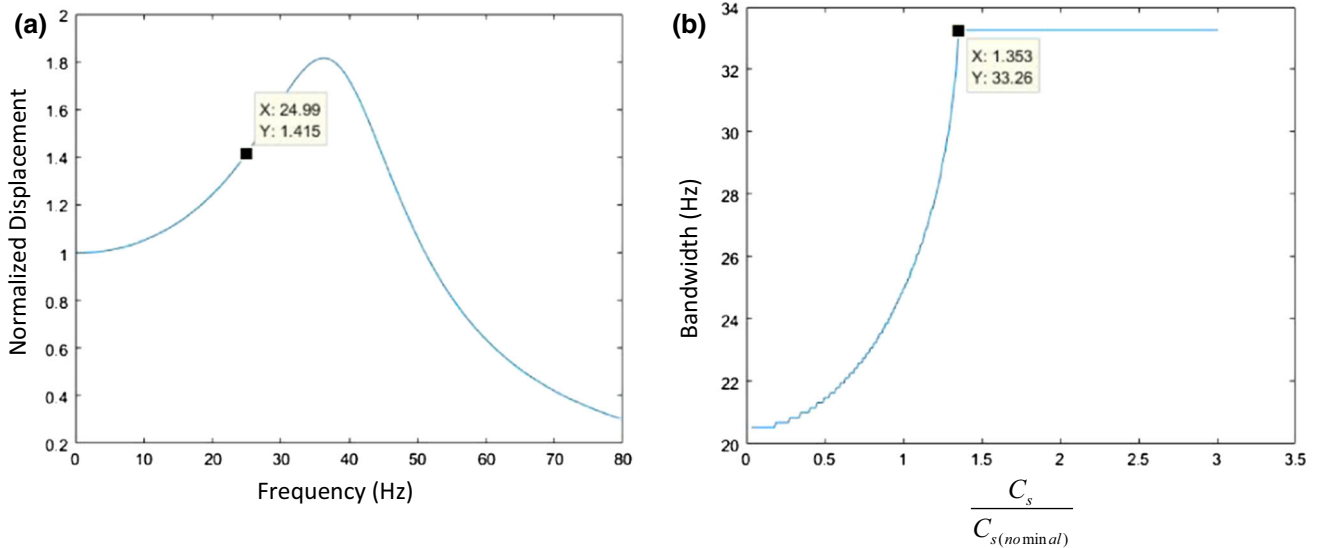 (a)
2
1.8
1.6
1.4
1.2
1
0.8
0.6
0.4
0.2
Normalized Displacement
X: 24.99
Y: 1.415
0 10 20 30 40 50 60 70 80
Frequency (Hz)
(b)
34
32
30
28
26
24
22
20
Bandwidth (Hz)
X: 1.353
Y: 33.26
0 0.5 1 1.5 2 2.5 3 3.5
C_s
C_{s(nominal)}